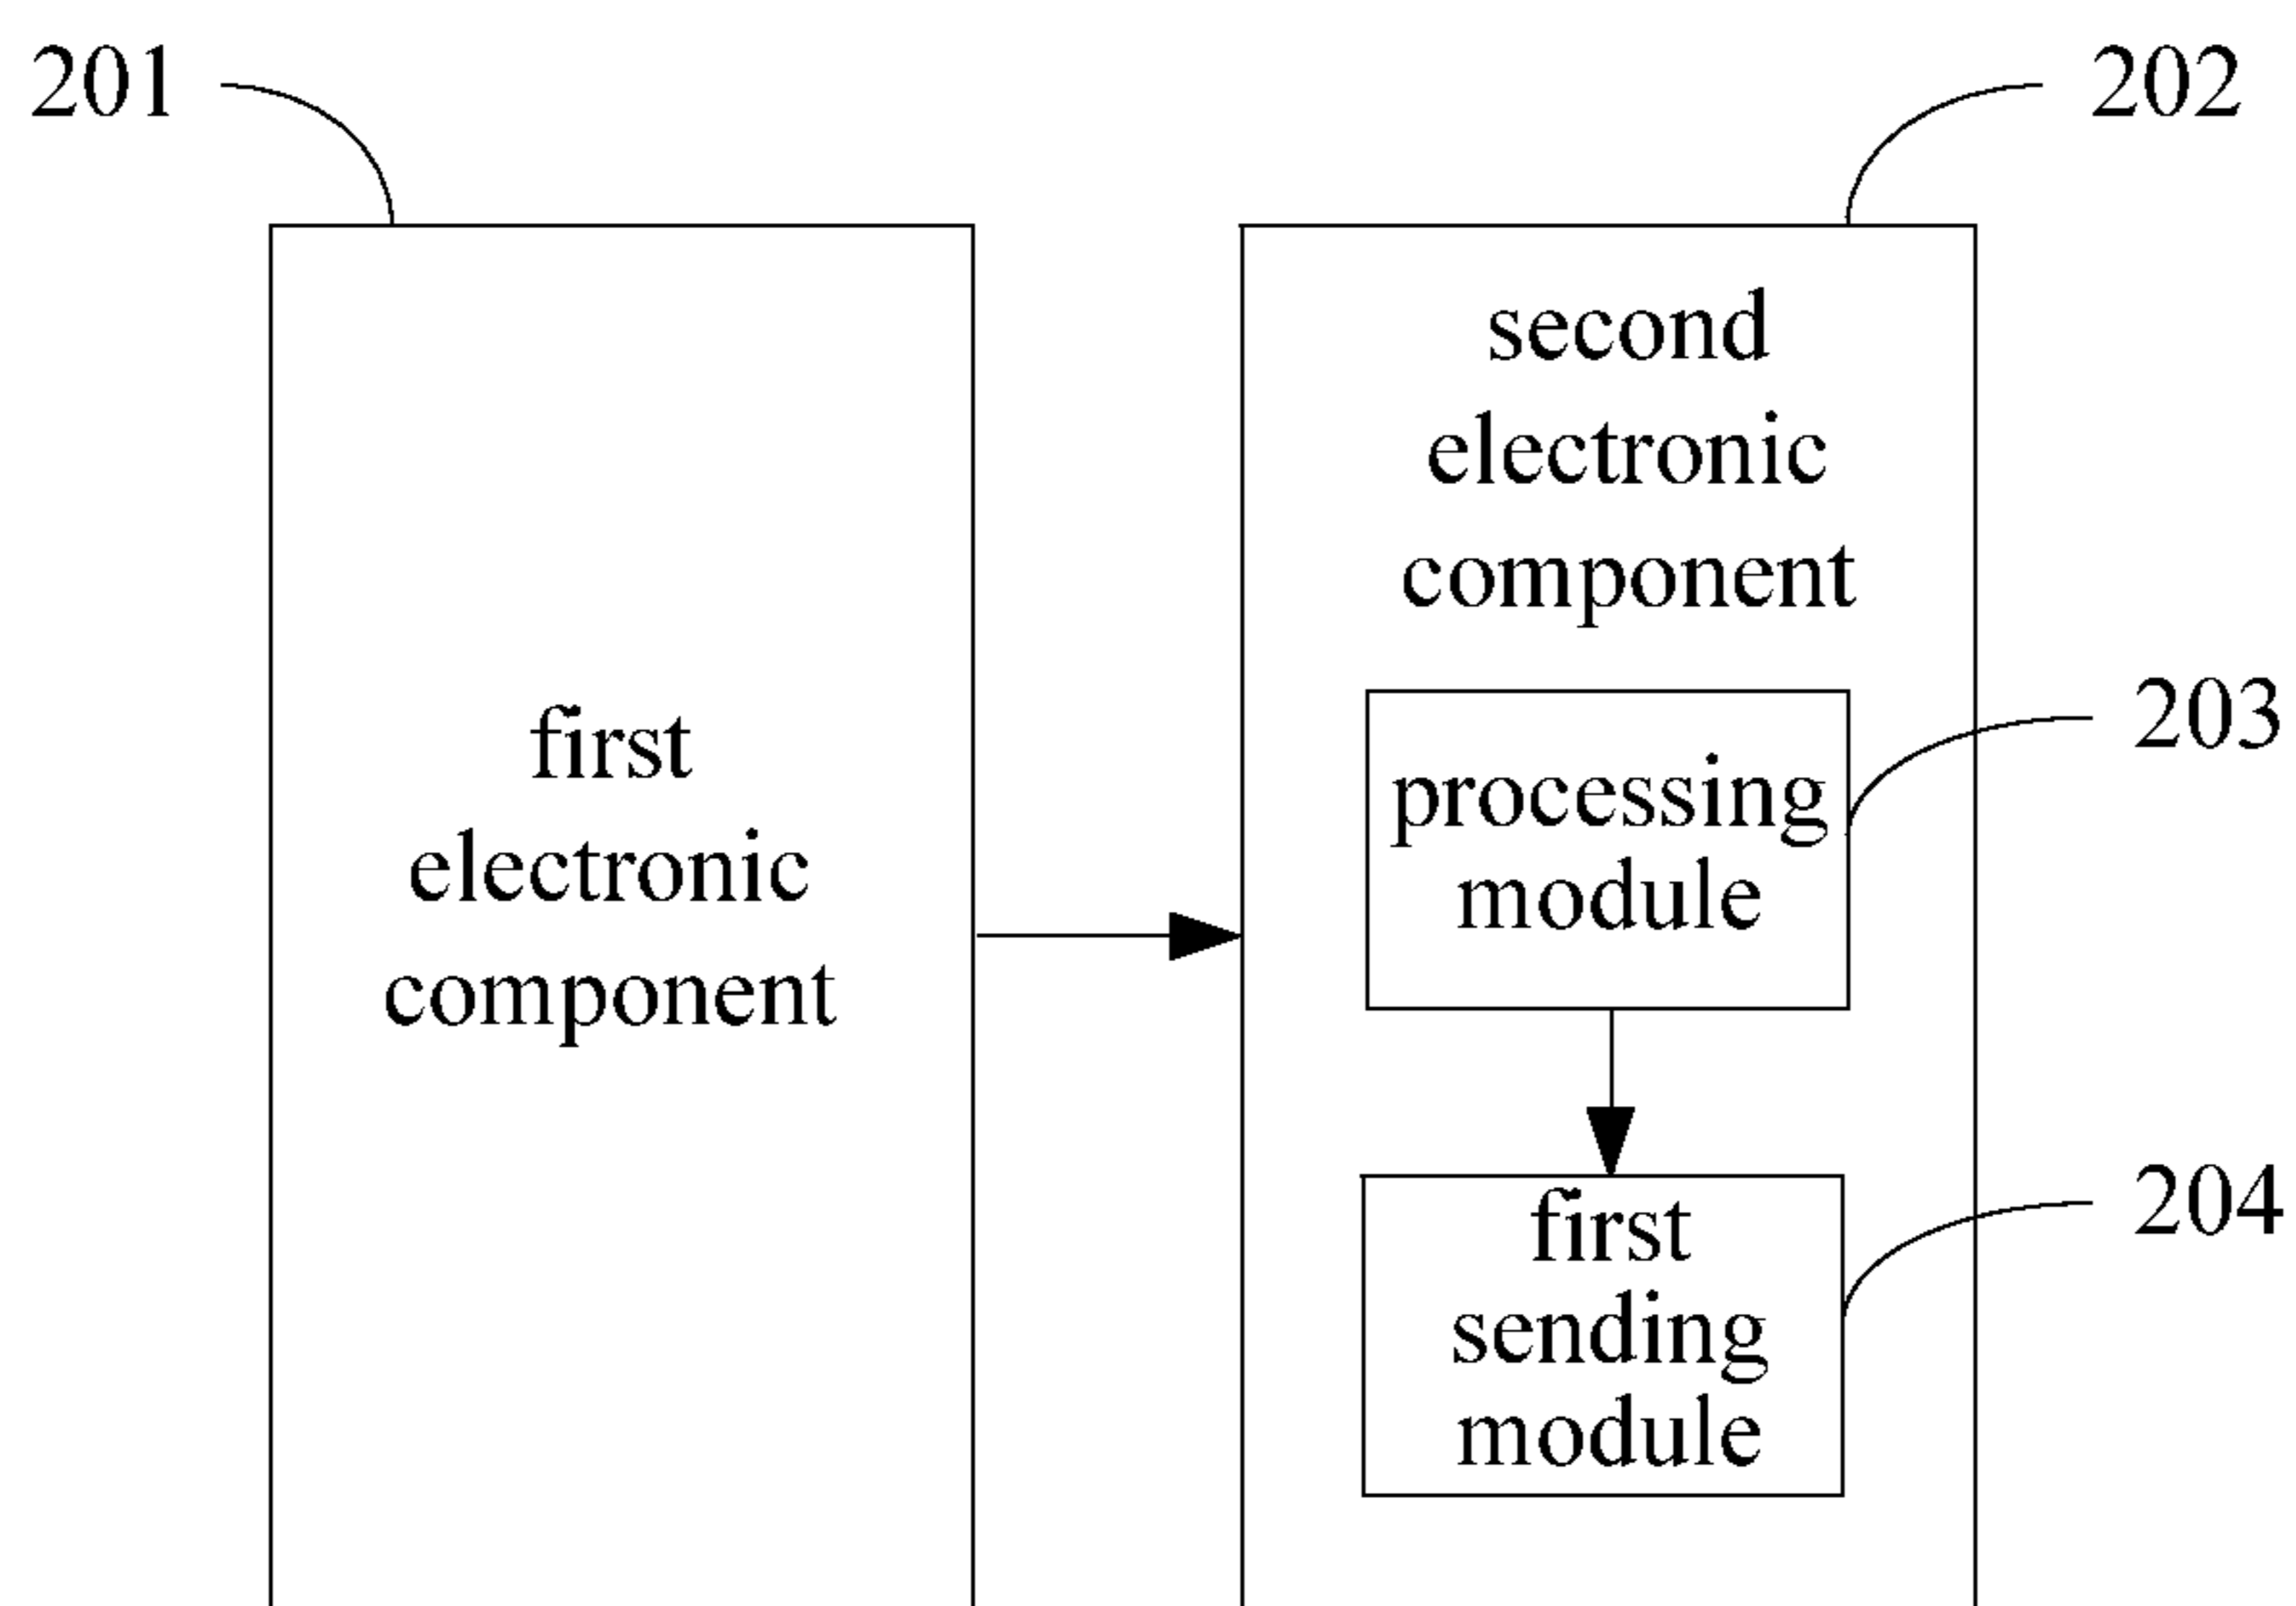 201
202
first
electronic
component
second
electronic
component
processing
module
203
first
sending
module
204